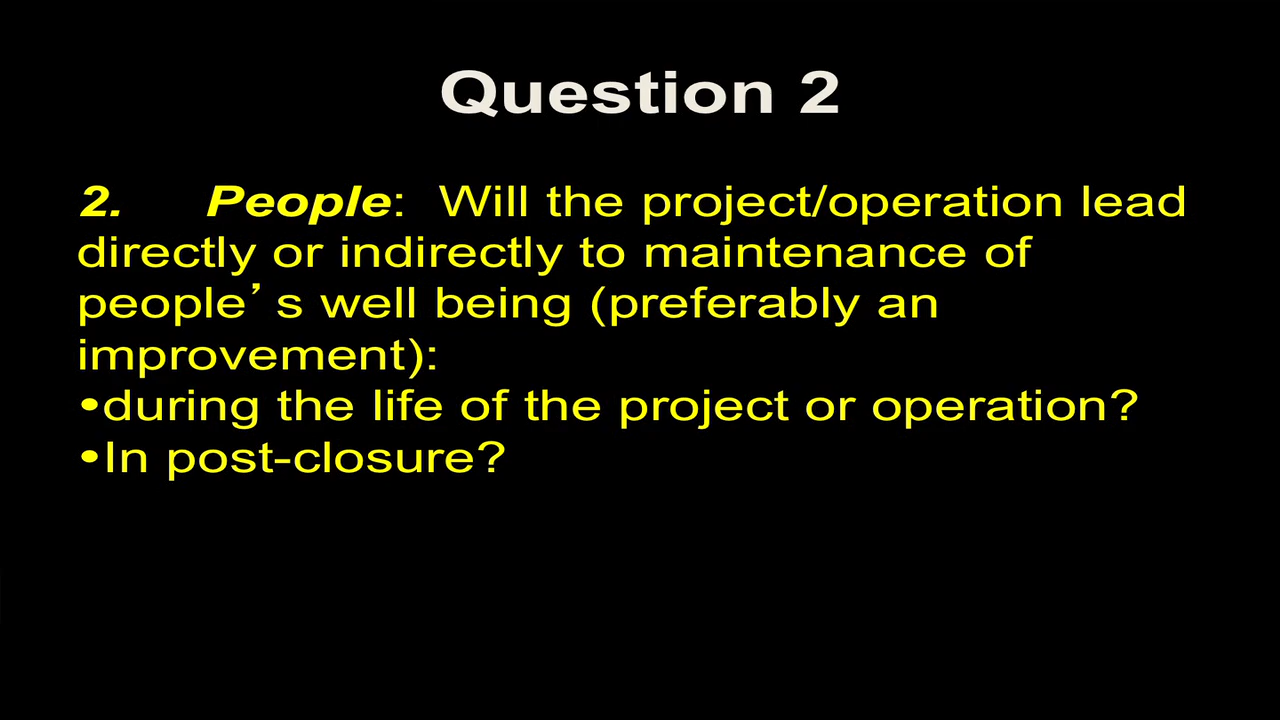 Question 2
2. People: Will the project/operation lead
directly or indirectly to maintenance of
people’s well being (preferably an
improvement):
•during the life of the project or operation?
•In post-closure?